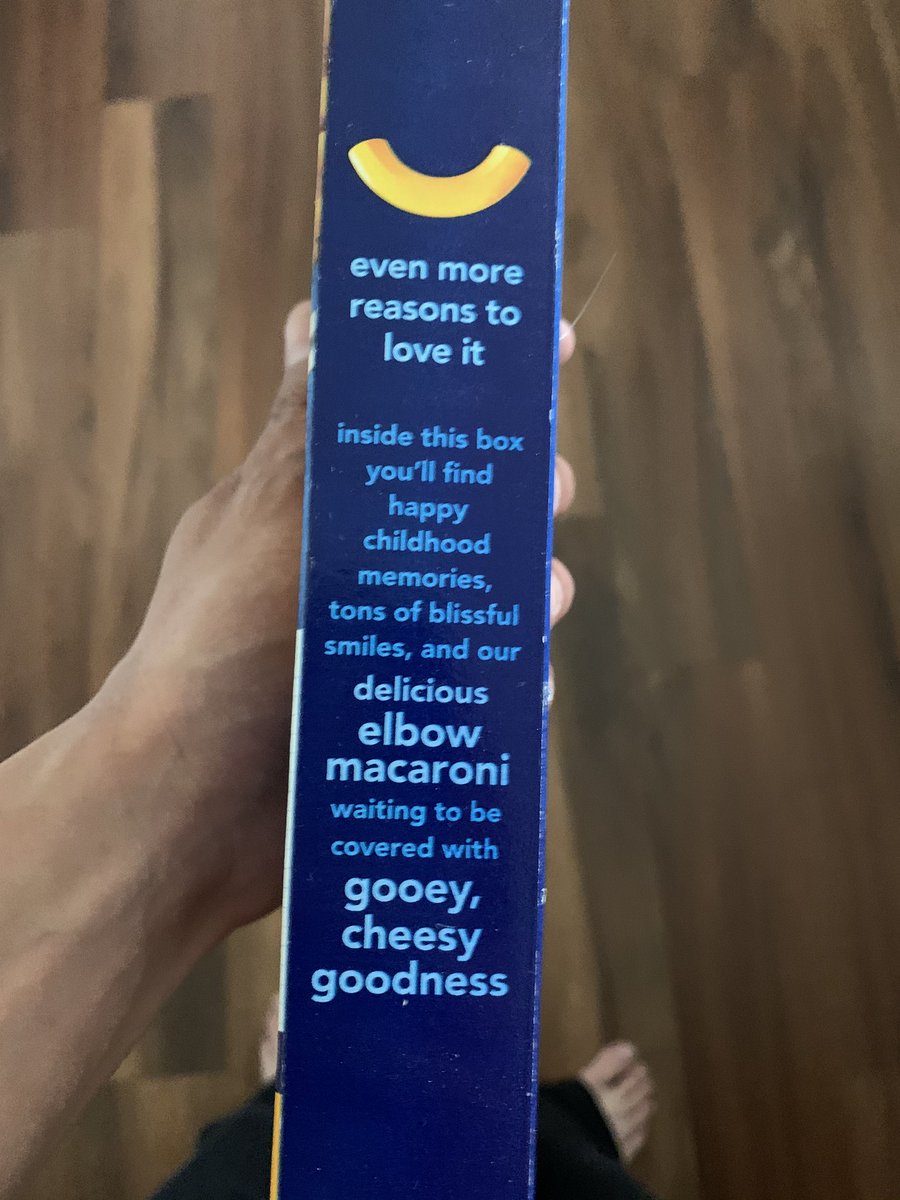 even more
reasons to
love it
inside this box
you'll find
happy
childhood
memories,
tons of blissful
smiles, and our
delicious
elbow
macaroni
waiting to be
covered with
gooey,
cheesy
goodness